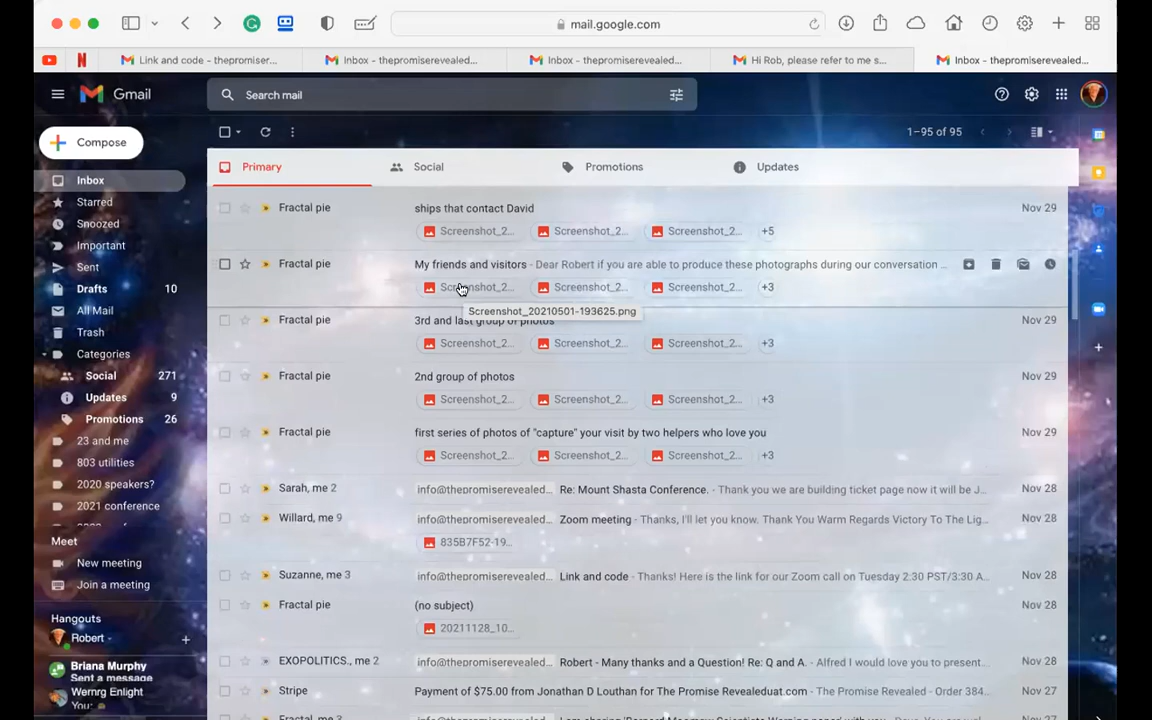 mail.google.com
Link and code - thepromiser...
Inbox - thepromiserevealed...
Inbox - thepromiserevealed...
Hi Rob, please refer to me s...
Inbox - thepromiserevealed...
Gmail
Search mail
Compose
1–95 of 95
Primary
Social
Promotions
Updates
Inbox
Starred
Snoozed
Important
Sent
Drafts 10
All Mail
Trash
Categories
Social 271
Updates 9
Promotions 26
23 and me
803 utilities
2020 speakers?
2021 conference
Meet
New meeting
Join a meeting
Hangouts
Robert
Briana Murphy
Sent a message
Wernrg Enlight
You:
Fractal pie ships that contact David Nov 29
Screenshot_2... Screenshot_2... Screenshot_2... +5
Fractal pie My friends and visitors - Dear Robert if you are able to produce these photographs during our conversation ...
Screenshot_2... Screenshot_2... Screenshot_2... +3
Screenshot_20210501-193625.png
Fractal pie 3rd and last group of photos Nov 29
Screenshot_2... Screenshot_2... Screenshot_2... +3
Fractal pie 2nd group of photos Nov 29
Screenshot_2... Screenshot_2... Screenshot_2... +3
Fractal pie first series of photos of "capture" your visit by two helpers who love you Nov 29
Screenshot_2... Screenshot_2... Screenshot_2... +3
Sarah, me 2 info@thepromiserevealed... Re: Mount Shasta Conference. - Thank you we are building ticket page now it will be J... Nov 28
Willard, me 9 info@thepromiserevealed... Zoom meeting - Thanks, I'll let you know. Thank You Warm Regards Victory To The Lig... Nov 28
835B7F52-19...
Suzanne, me 3 info@thepromiserevealed... Link and code - Thanks! Here is the link for our Zoom call on Tuesday 2:30 PST/3:30 A... Nov 28
Fractal pie (no subject) Nov 28
20211128_10...
EXOPOLITICS., me 2 info@thepromiserevealed... Robert - Many thanks and a Question! Re: Q and A. - Alfred I would love to present... Nov 28
Stripe Payment of $75.00 from Jonathan D Louthan for The Promise Revealeduat.com - The Promise Revealed - Order 384... Nov 27